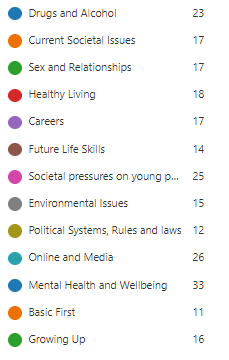 Drugs and Alcohol 23
Current Societal Issues 17
Sex and Relationships 17
Healthy Living 18
Careers 17
Future Life Skills 14
Societal pressures on young p... 25
Environmental Issues 15
Political Systems, Rules and laws 12
Online and Media 26
Mental Health and Wellbeing 33
Basic First 11
Growing Up 16